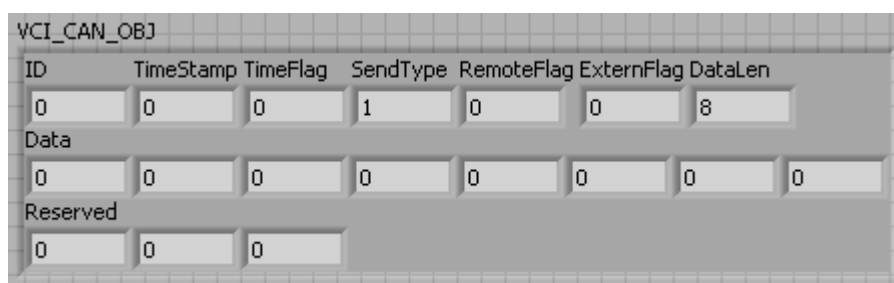 VCI_CAN_OBJ
ID TimeStamp TimeFlag SendType RemoteFlag ExternFlag DataLen
0 0 0 1 0 0 8
Data
0 0 0 0 0 0 0 0
Reserved
0 0 0